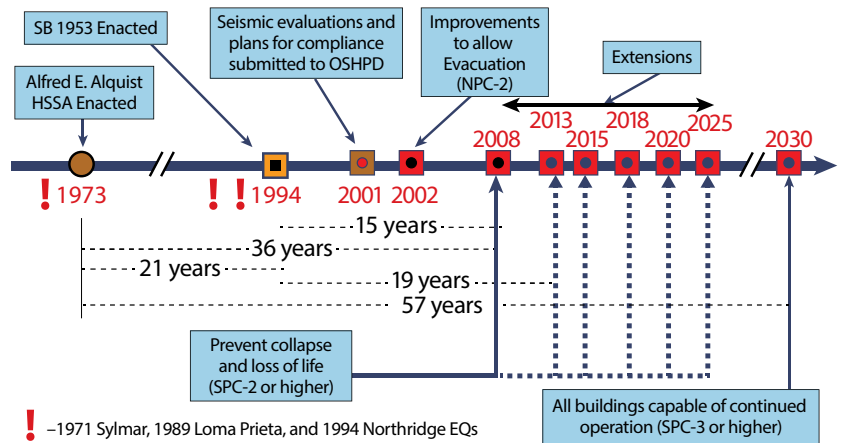 SB 1953 Enacted
Seismic evaluations and
plans for compliance
submitted to OSHPD
Improvements
to allow
Evacuation
(NPC-2)
Extensions
Alfred E. Alquist
HSSA Enacted
2008
2013
2015
2018
2020
2025
2030
! 1973
! ! 1994
2001
2002
15 years
36 years
21 years
19 years
57 years
Prevent collapse
and loss of life
(SPC-2 or higher)
All buildings capable of continued
operation (SPC-3 or higher)
! –1971 Sylmar, 1989 Loma Prieta, and 1994 Northridge EQs